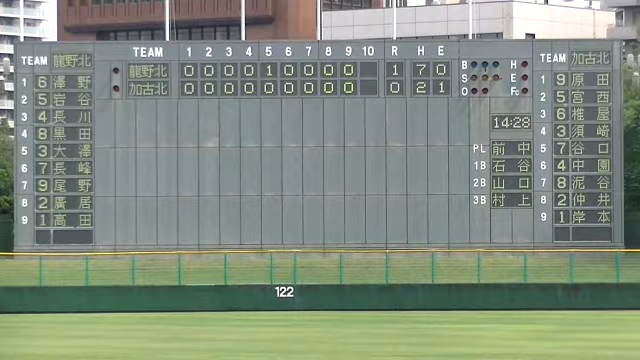 TEAM 龍野北
1 6 澤野
2 5 岩谷
3 4 長川
4 8 黒田
5 3 大澤
6 7 長峰
7 9 尾野
8 2 廣居
9 1 高田
TEAM 1 2 3 4 5 6 7 8 9 10 R H E
龍野北 0 0 0 0 1 0 0 0 0 1 7 0
加古北 0 0 0 0 0 0 0 0 0 0 2 1
B H
S E
O Fc
14:28
PL 前中
1B 石谷
2B 山口
3B 村上
TEAM 加古北
1 9 原田
2 5 宮西
3 6 椎屋
4 3 須崎
5 7 谷口
6 4 中園
7 8 泥谷
8 2 仲井
9 1 岸本
122